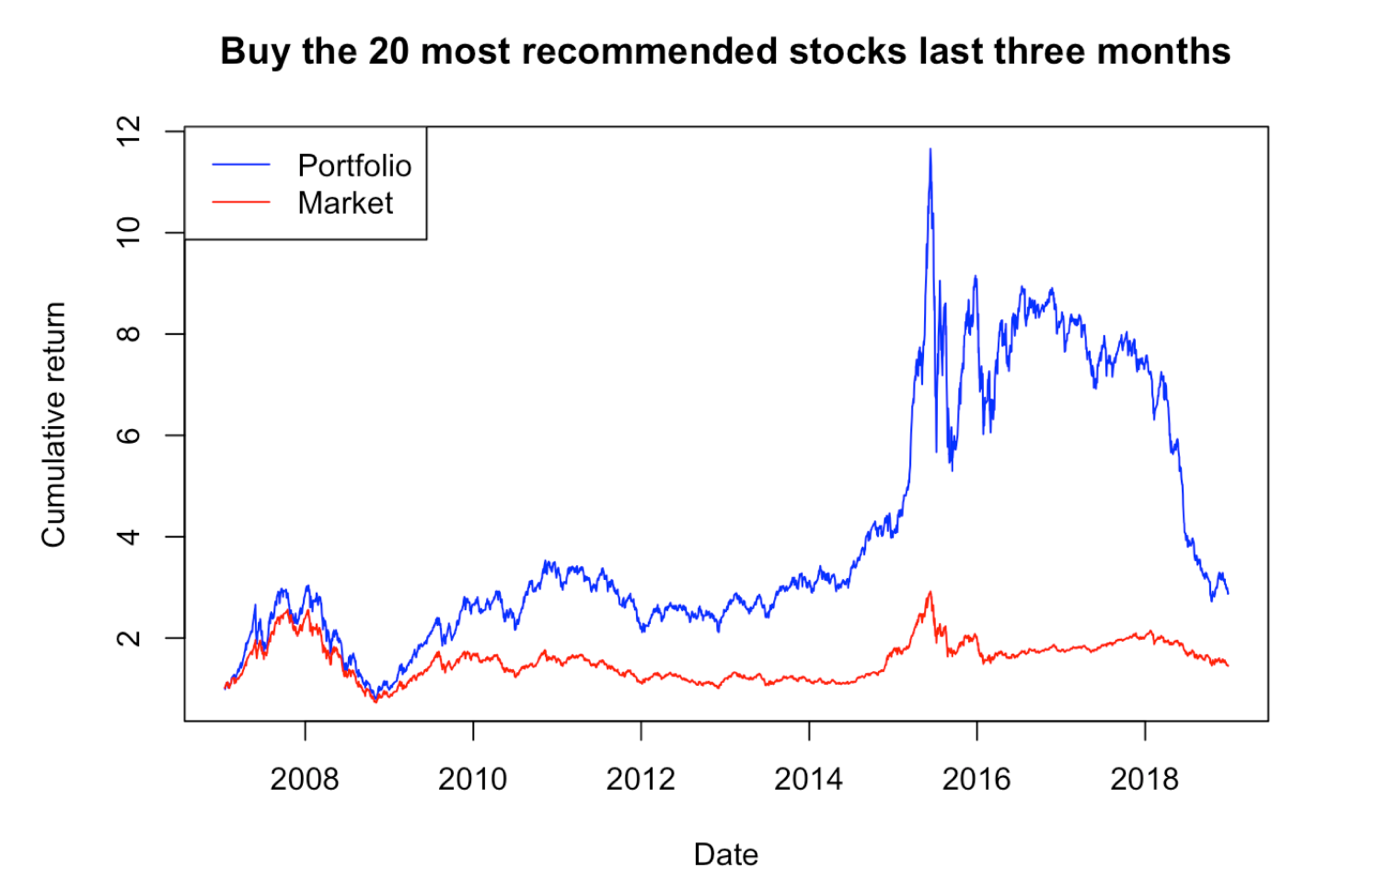 Buy the 20 most recommended stocks last three months
Portfolio
Market
Cumulative return
12
10
8
6
4
2
2008 2010 2012 2014 2016 2018
Date